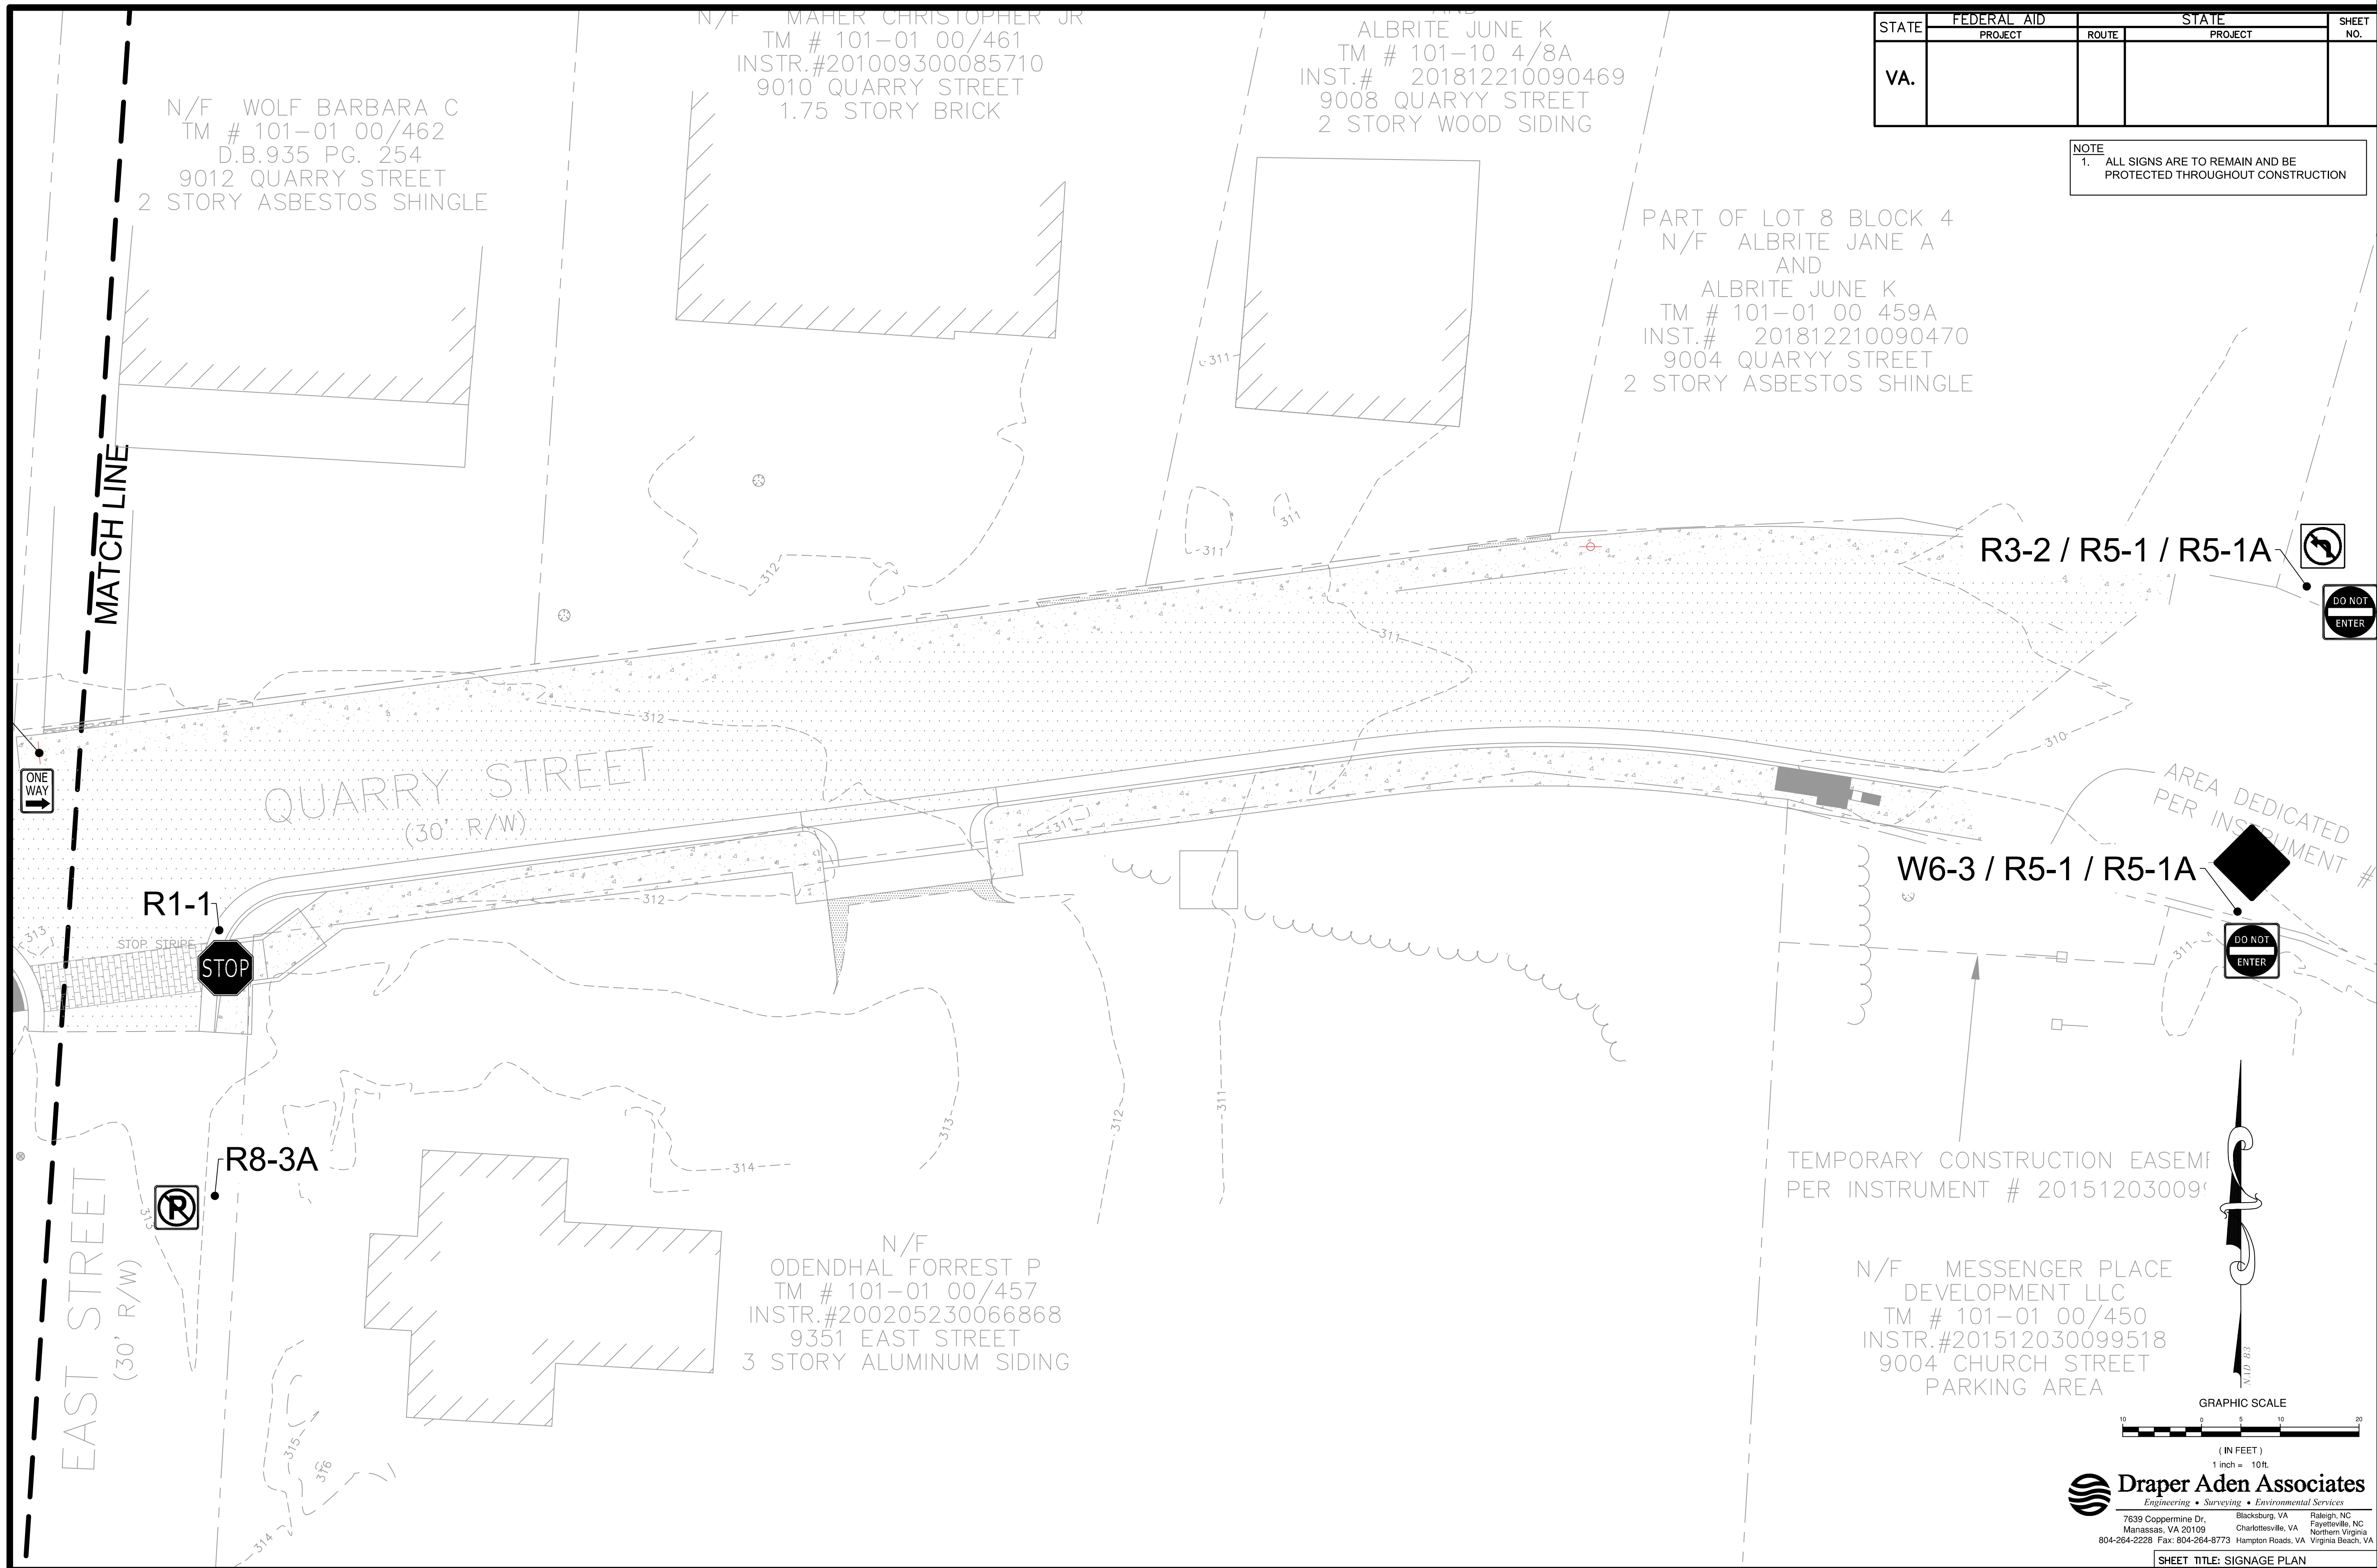 STATE
FEDERAL AID
PROJECT
STATE
ROUTE
PROJECT
SHEET
NO.
VA.
NOTE
1. ALL SIGNS ARE TO REMAIN AND BE
PROTECTED THROUGHOUT CONSTRUCTION
N/F WOLF BARBARA C
TM # 101-01 00/462
D.B.935 PG. 254
9012 QUARRY STREET
2 STORY ASBESTOS SHINGLE
N/F MAHER CHRISTOPHER JR
TM # 101-01 00/461
INSTR.#201009300085710
9010 QUARRY STREET
1.75 STORY BRICK
AND
ALBRITE JUNE K
TM # 101-10 4/8A
INST.# 201812210090469
9008 QUARYY STREET
2 STORY WOOD SIDING
PART OF LOT 8 BLOCK 4
N/F ALBRITE JANE A
AND
ALBRITE JUNE K
TM # 101-01 00 459A
INST.# 201812210090470
9004 QUARYY STREET
2 STORY ASBESTOS SHINGLE
MATCH LINE
311
311
311
312
R3-2 / R5-1 / R5-1A
DO NOT
ENTER
311
312
310
ONE
WAY
QUARRY STREET
(30' R/W)
311
312
AREA DEDICATED
PER INSTRUMENT #
W6-3 / R5-1 / R5-1A
DO NOT
ENTER
R1-1
STOP STRIPE
STOP
313
311
311
312
313
314
R8-3A
P
313
EAST STREET
(30' R/W)
315
316
314
N/F
ODENDHAL FORREST P
TM # 101-01 00/457
INSTR.#200205230066868
9351 EAST STREET
3 STORY ALUMINUM SIDING
TEMPORARY CONSTRUCTION
PER INSTRUMENT # 20151203009
N/F MESSENGER PLACE
DEVELOPMENT LLC
TM # 101-01 00/450
INSTR.#201512030099518
9004 CHURCH STREET
PARKING AREA
NAD 83
GRAPHIC SCALE
10 0 5 10 20
( IN FEET )
1 inch = 10 ft.
Draper Aden Associates
Engineering • Surveying • Environmental Services
7639 Coppermine Dr,
Manassas, VA 20109
804-264-2228 Fax: 804-264-8773
Blacksburg, VA
Charlottesville, VA
Hampton Roads, VA
Raleigh, NC
Fayetteville, NC
Northern Virginia
Virginia Beach, VA
SHEET TITLE: SIGNAGE PLAN